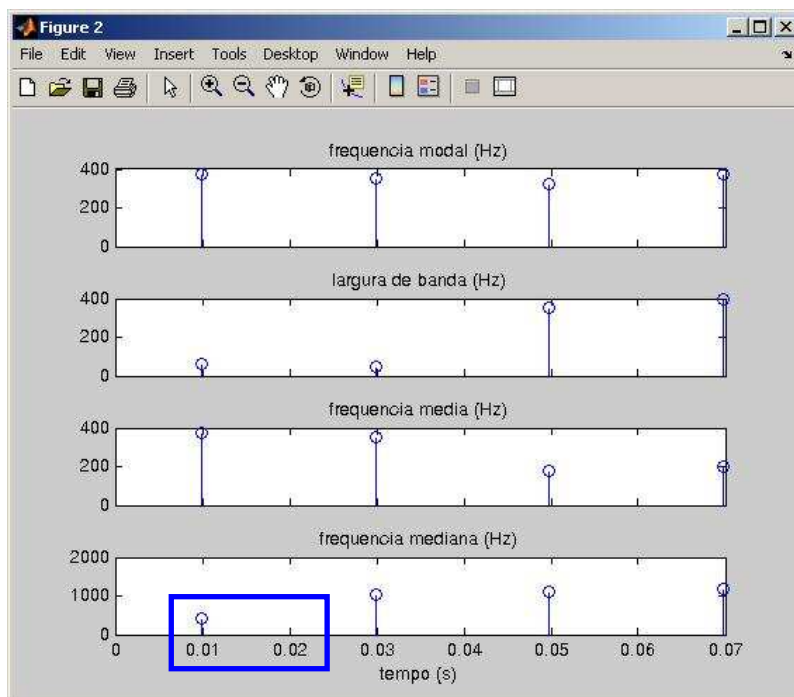 Figure 2
File Edit View Insert Tools Desktop Window Help
frequencia modal (Hz)
400
200
0
largura de banda (Hz)
400
200
0
frequencia media (Hz)
400
200
0
frequencia mediana (Hz)
2000
1000
0
0 0.01 0.02 0.03 0.04 0.05 0.06 0.07
tempo (s)